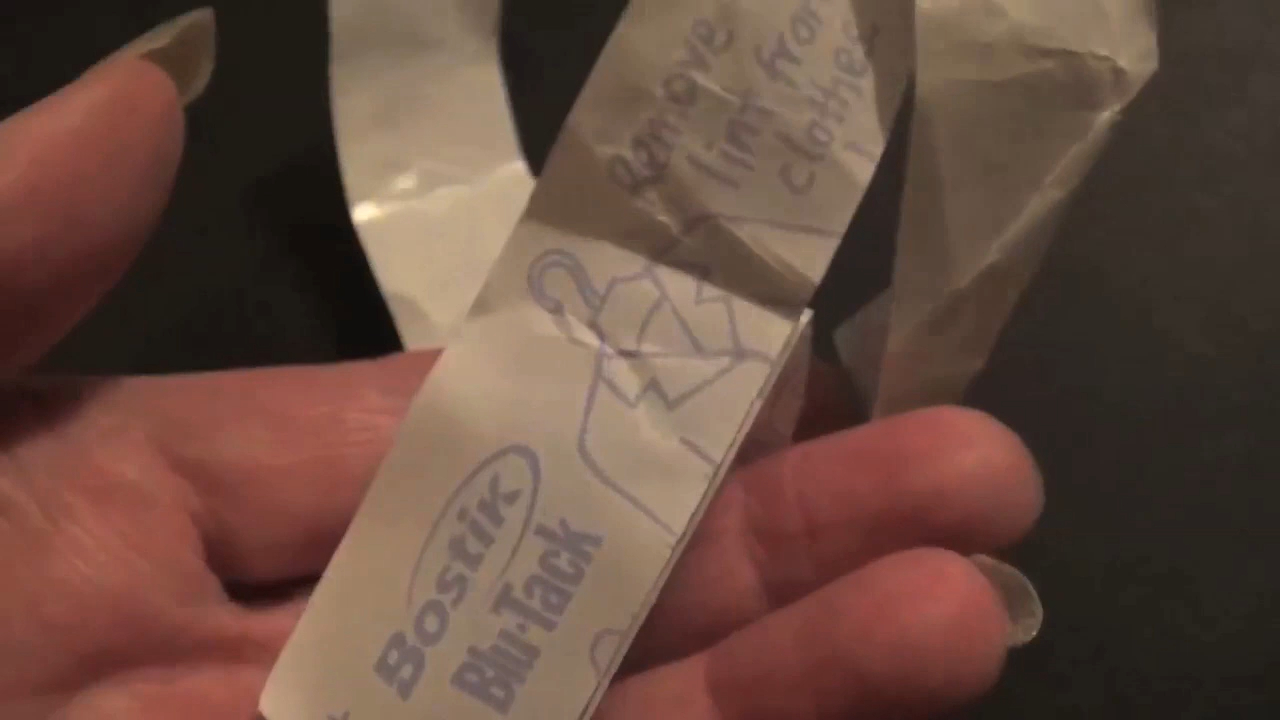 Remove
lint from
clothes
Bostik
Blu-Tack